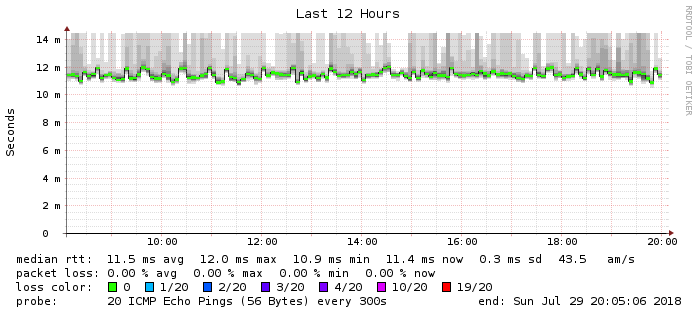 Last 12 Hours
RRDTOOL / TOBI OETIKER
Seconds
14 m
12 m
10 m
8 m
6 m
4 m
2 m
0
10:00 12:00 14:00 16:00 18:00 20:00
median rtt: 11.5 ms avg 12.0 ms max 10.9 ms min 11.4 ms now 0.3 ms sd 43.5 am/s
packet loss: 0.00 % avg 0.00 % max 0.00 % min 0.00 % now
loss color: 0 1/20 2/20 3/20 4/20 10/20 19/20
probe: 20 ICMP Echo Pings (56 Bytes) every 300s end: Sun Jul 29 20:05:06 2018